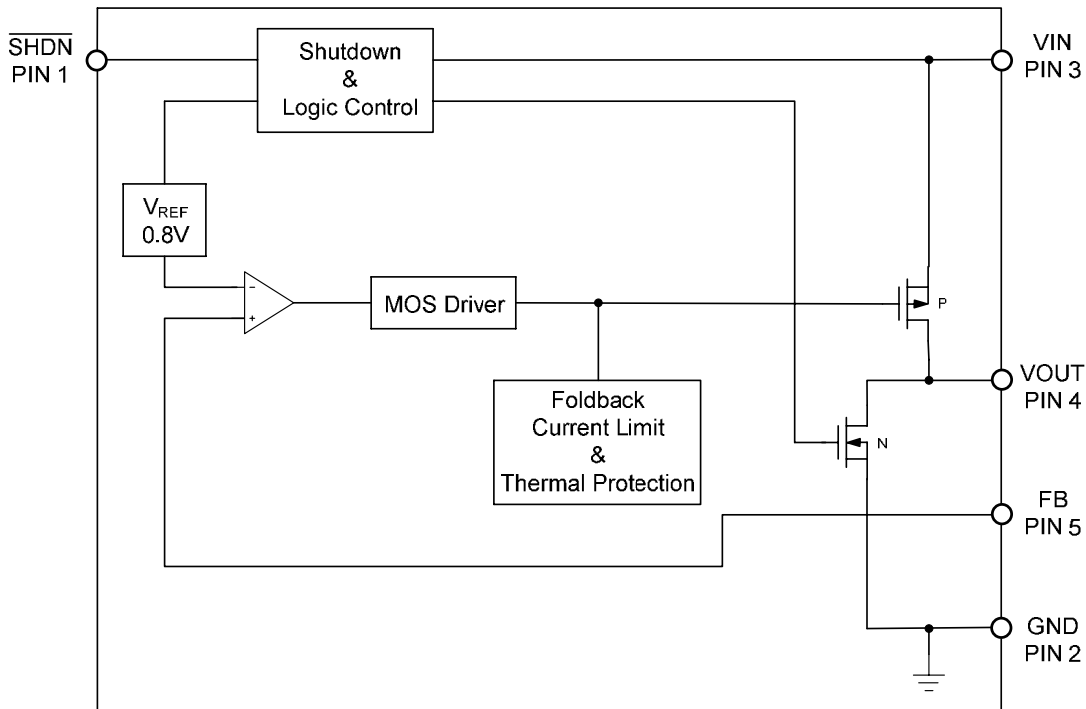 SHDN
PIN 1
Shutdown
&
Logic Control
VIN
PIN 3
VREF
0.8V
−
+
MOS Driver
P
Foldback
Current Limit
&
Thermal Protection
VOUT
PIN 4
N
FB
PIN 5
GND
PIN 2